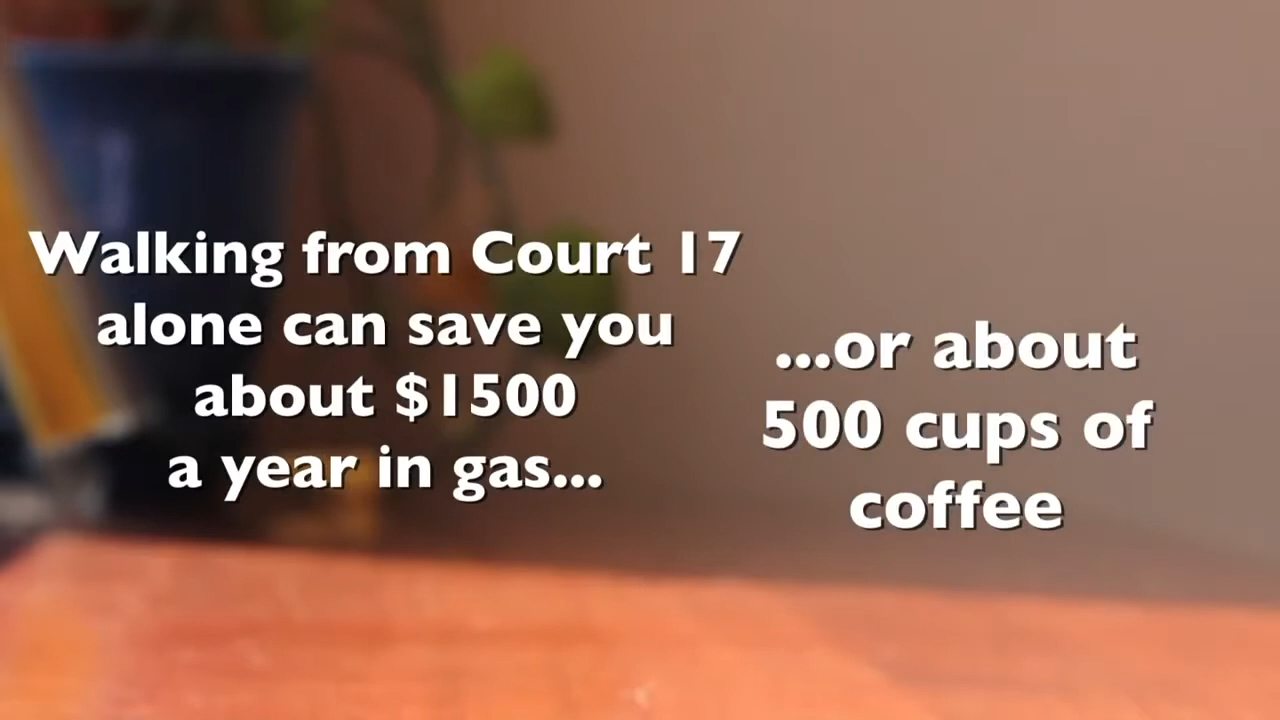 Walking from Court 17
alone can save you
about $1500
a year in gas...
...or about
500 cups of
coffee